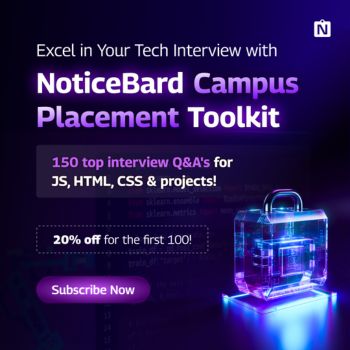 N
Excel in Your Tech Interview with
NoticeBard Campus
Placement Toolkit
150 top interview Q&A's for
JS, HTML, CSS & projects!
20% off for the first 100!
Subscribe Now